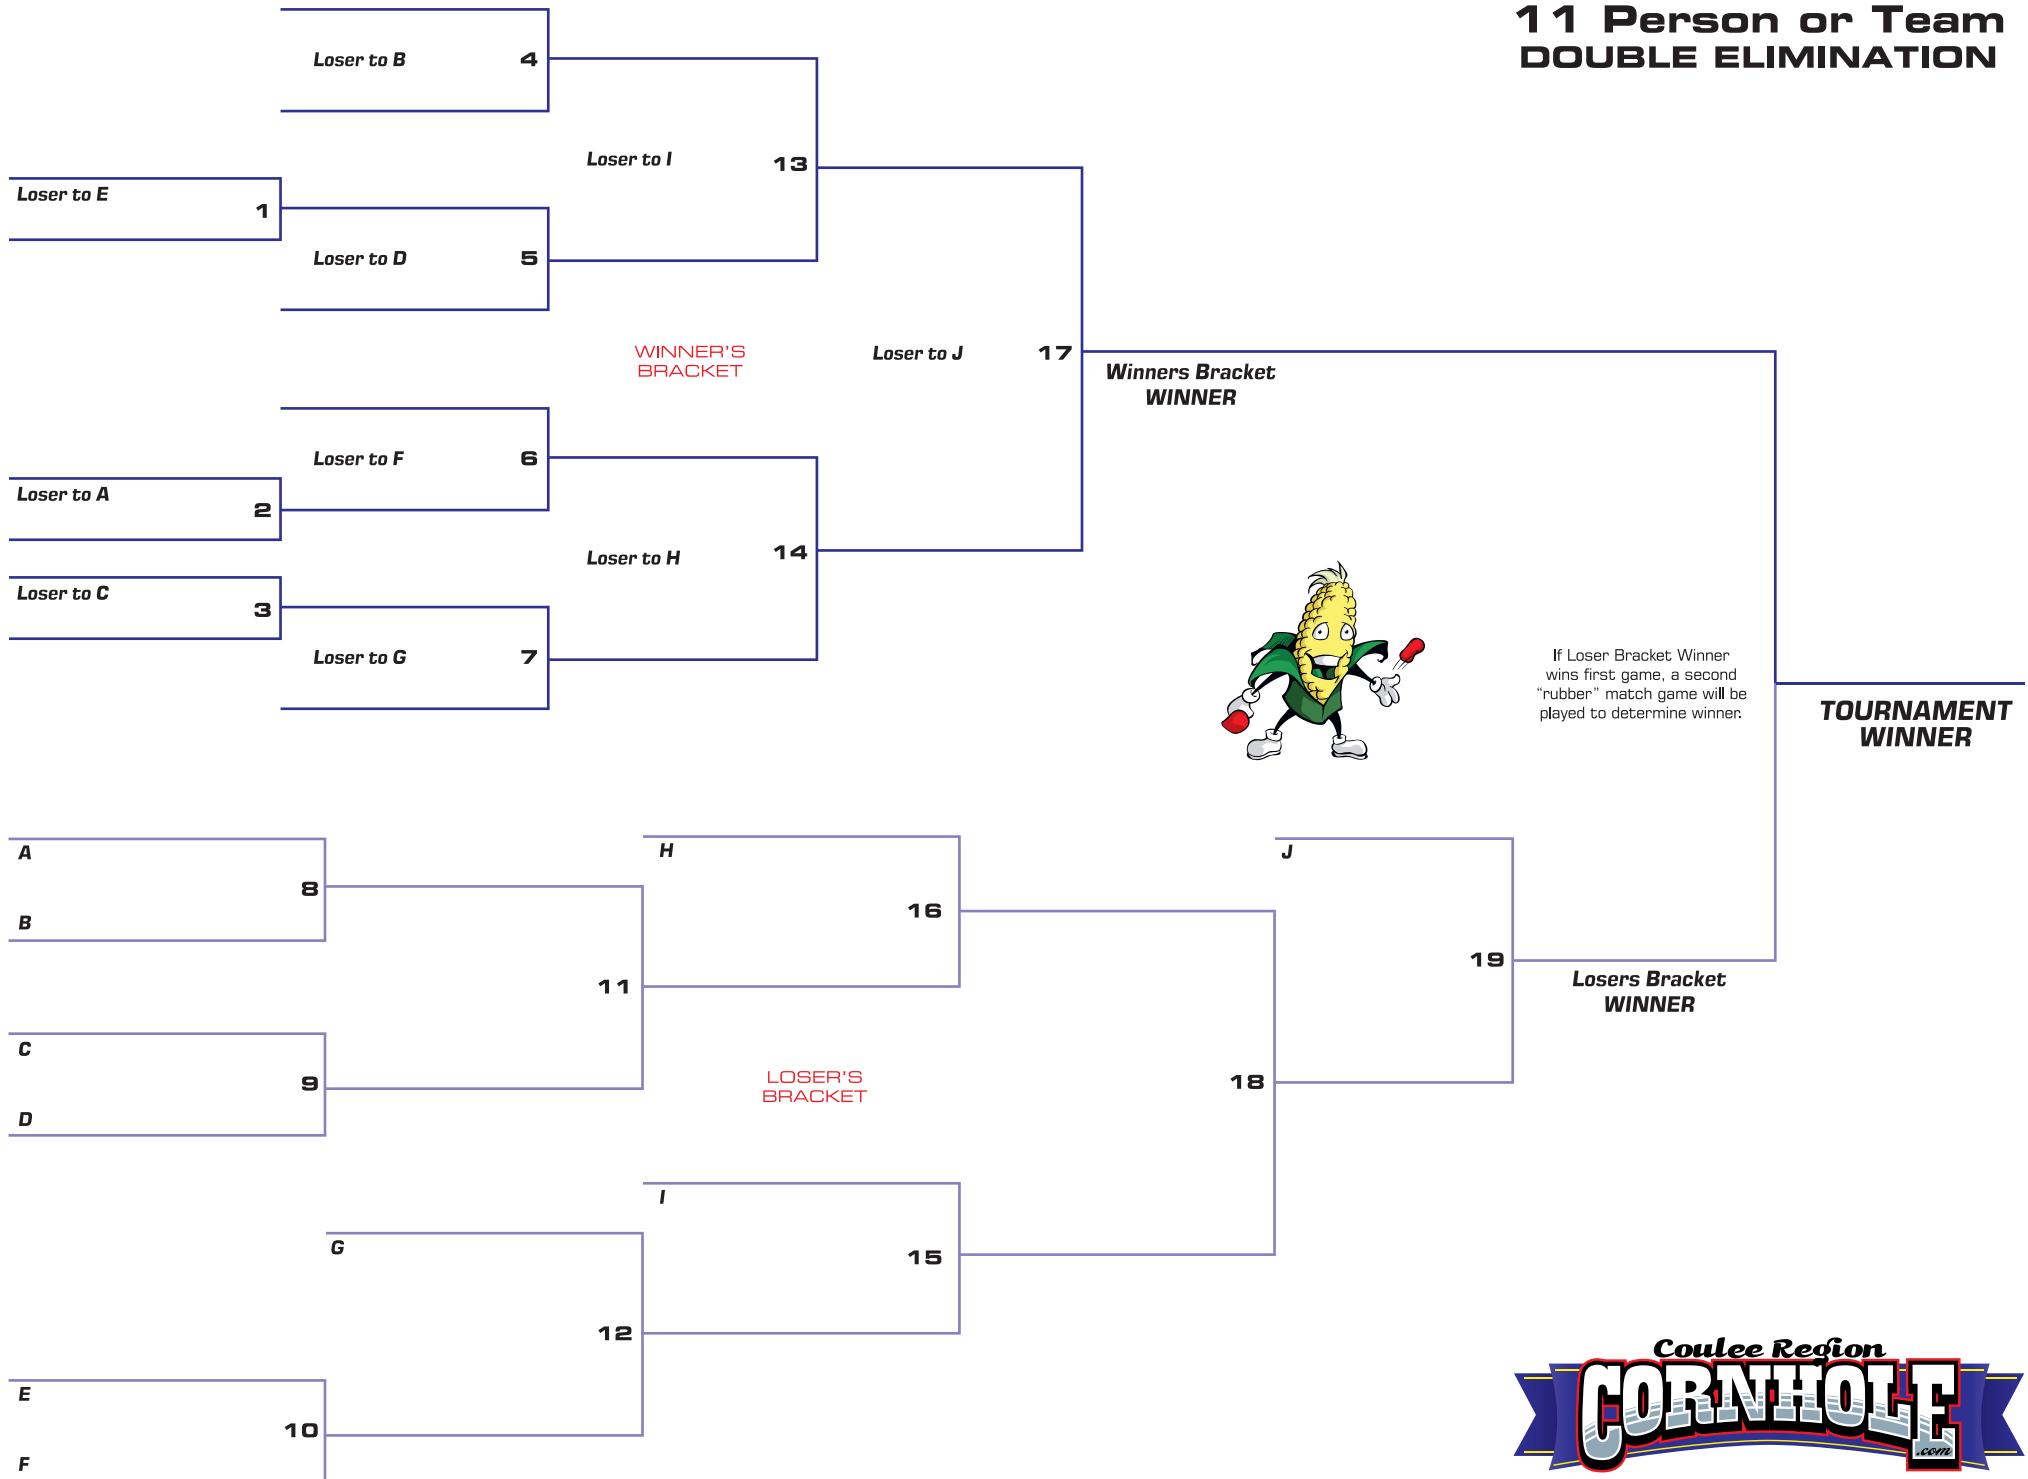 11 Person or Team
DOUBLE ELIMINATION
Loser to B 4
Loser to I 13
Loser to E 1
Loser to D 5
WINNER'S
BRACKET
Loser to J 17
Winners Bracket
WINNER
Loser to F 6
Loser to A 2
Loser to H 14
Loser to C 3
Loser to G 7
If Loser Bracket Winner
wins first game, a second
“rubber” match game will be
played to determine winner.
TOURNAMENT
WINNER
A
8
B
H
16
J
19
Losers Bracket
WINNER
11
C
9
D
LOSER'S
BRACKET
18
I
15
G
12
E
10
F
Coulee Region
CORNHOLE
.com